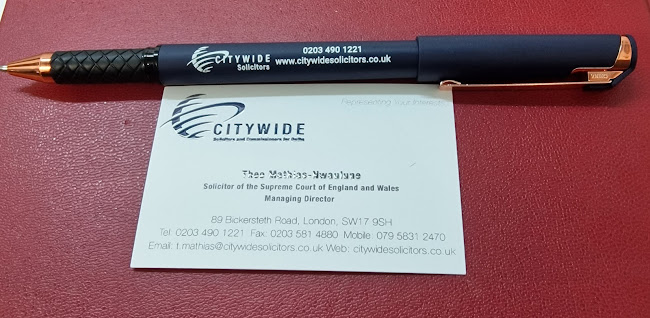 CITYWIDE
Solicitors
0203 490 1221
www.citywidesolicitors.co.uk
Representing Your Interests
CITYWIDE
Solicitors and Commissioners for Oaths
Theo Mathias-
Solicitor of the Supreme Court of England and Wales
Managing Director
89 Bickersteth Road, London, SW17 9SH
Tel: 0203 490 1221 Fax: 0203 581 4880 Mobile: 079 5831 2470
Email: t.mathias@citywidesolicitors.co.uk Web: citywidesolicitors.co.uk